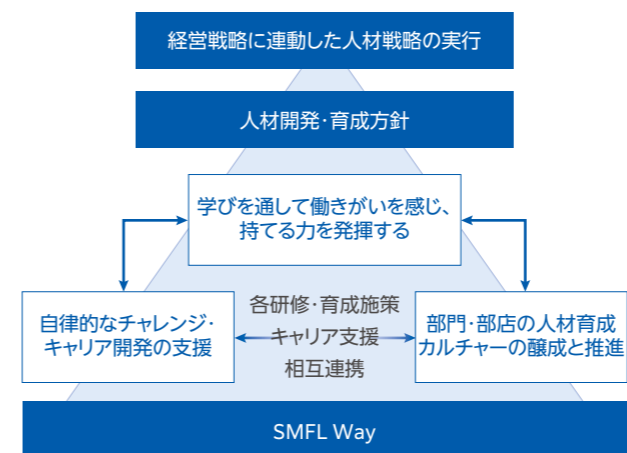 経営戦略に連動した人材戦略の実行
人材開発・育成方針
学びを通して働きがいを感じ、
持てる力を発揮する
自律的なチャレンジ・
キャリア開発の支援
各研修・育成施策
キャリア支援
相互連携
部門・部店の人材育成
カルチャーの醸成と推進
SMFL Way